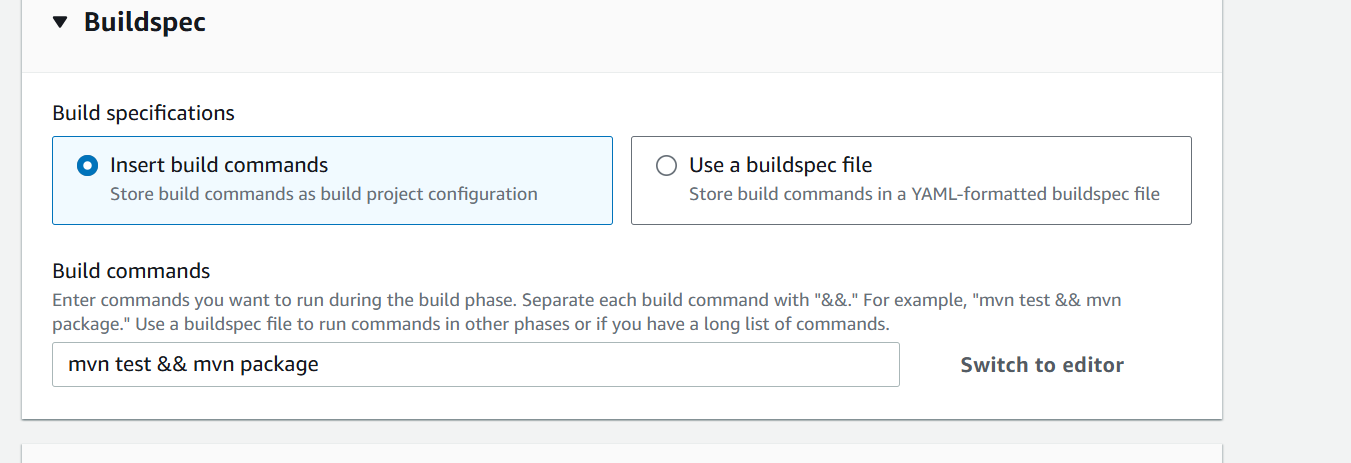 Buildspec
Build specifications
Insert build commands
Store build commands as build project configuration
Use a buildspec file
Store build commands in a YAML-formatted buildspec file
Build commands
Enter commands you want to run during the build phase. Separate each build command with "&&." For example, "mvn test && mvn
package." Use a buildspec file to run commands in other phases or if you have a long list of commands.
mvn test && mvn package
Switch to editor